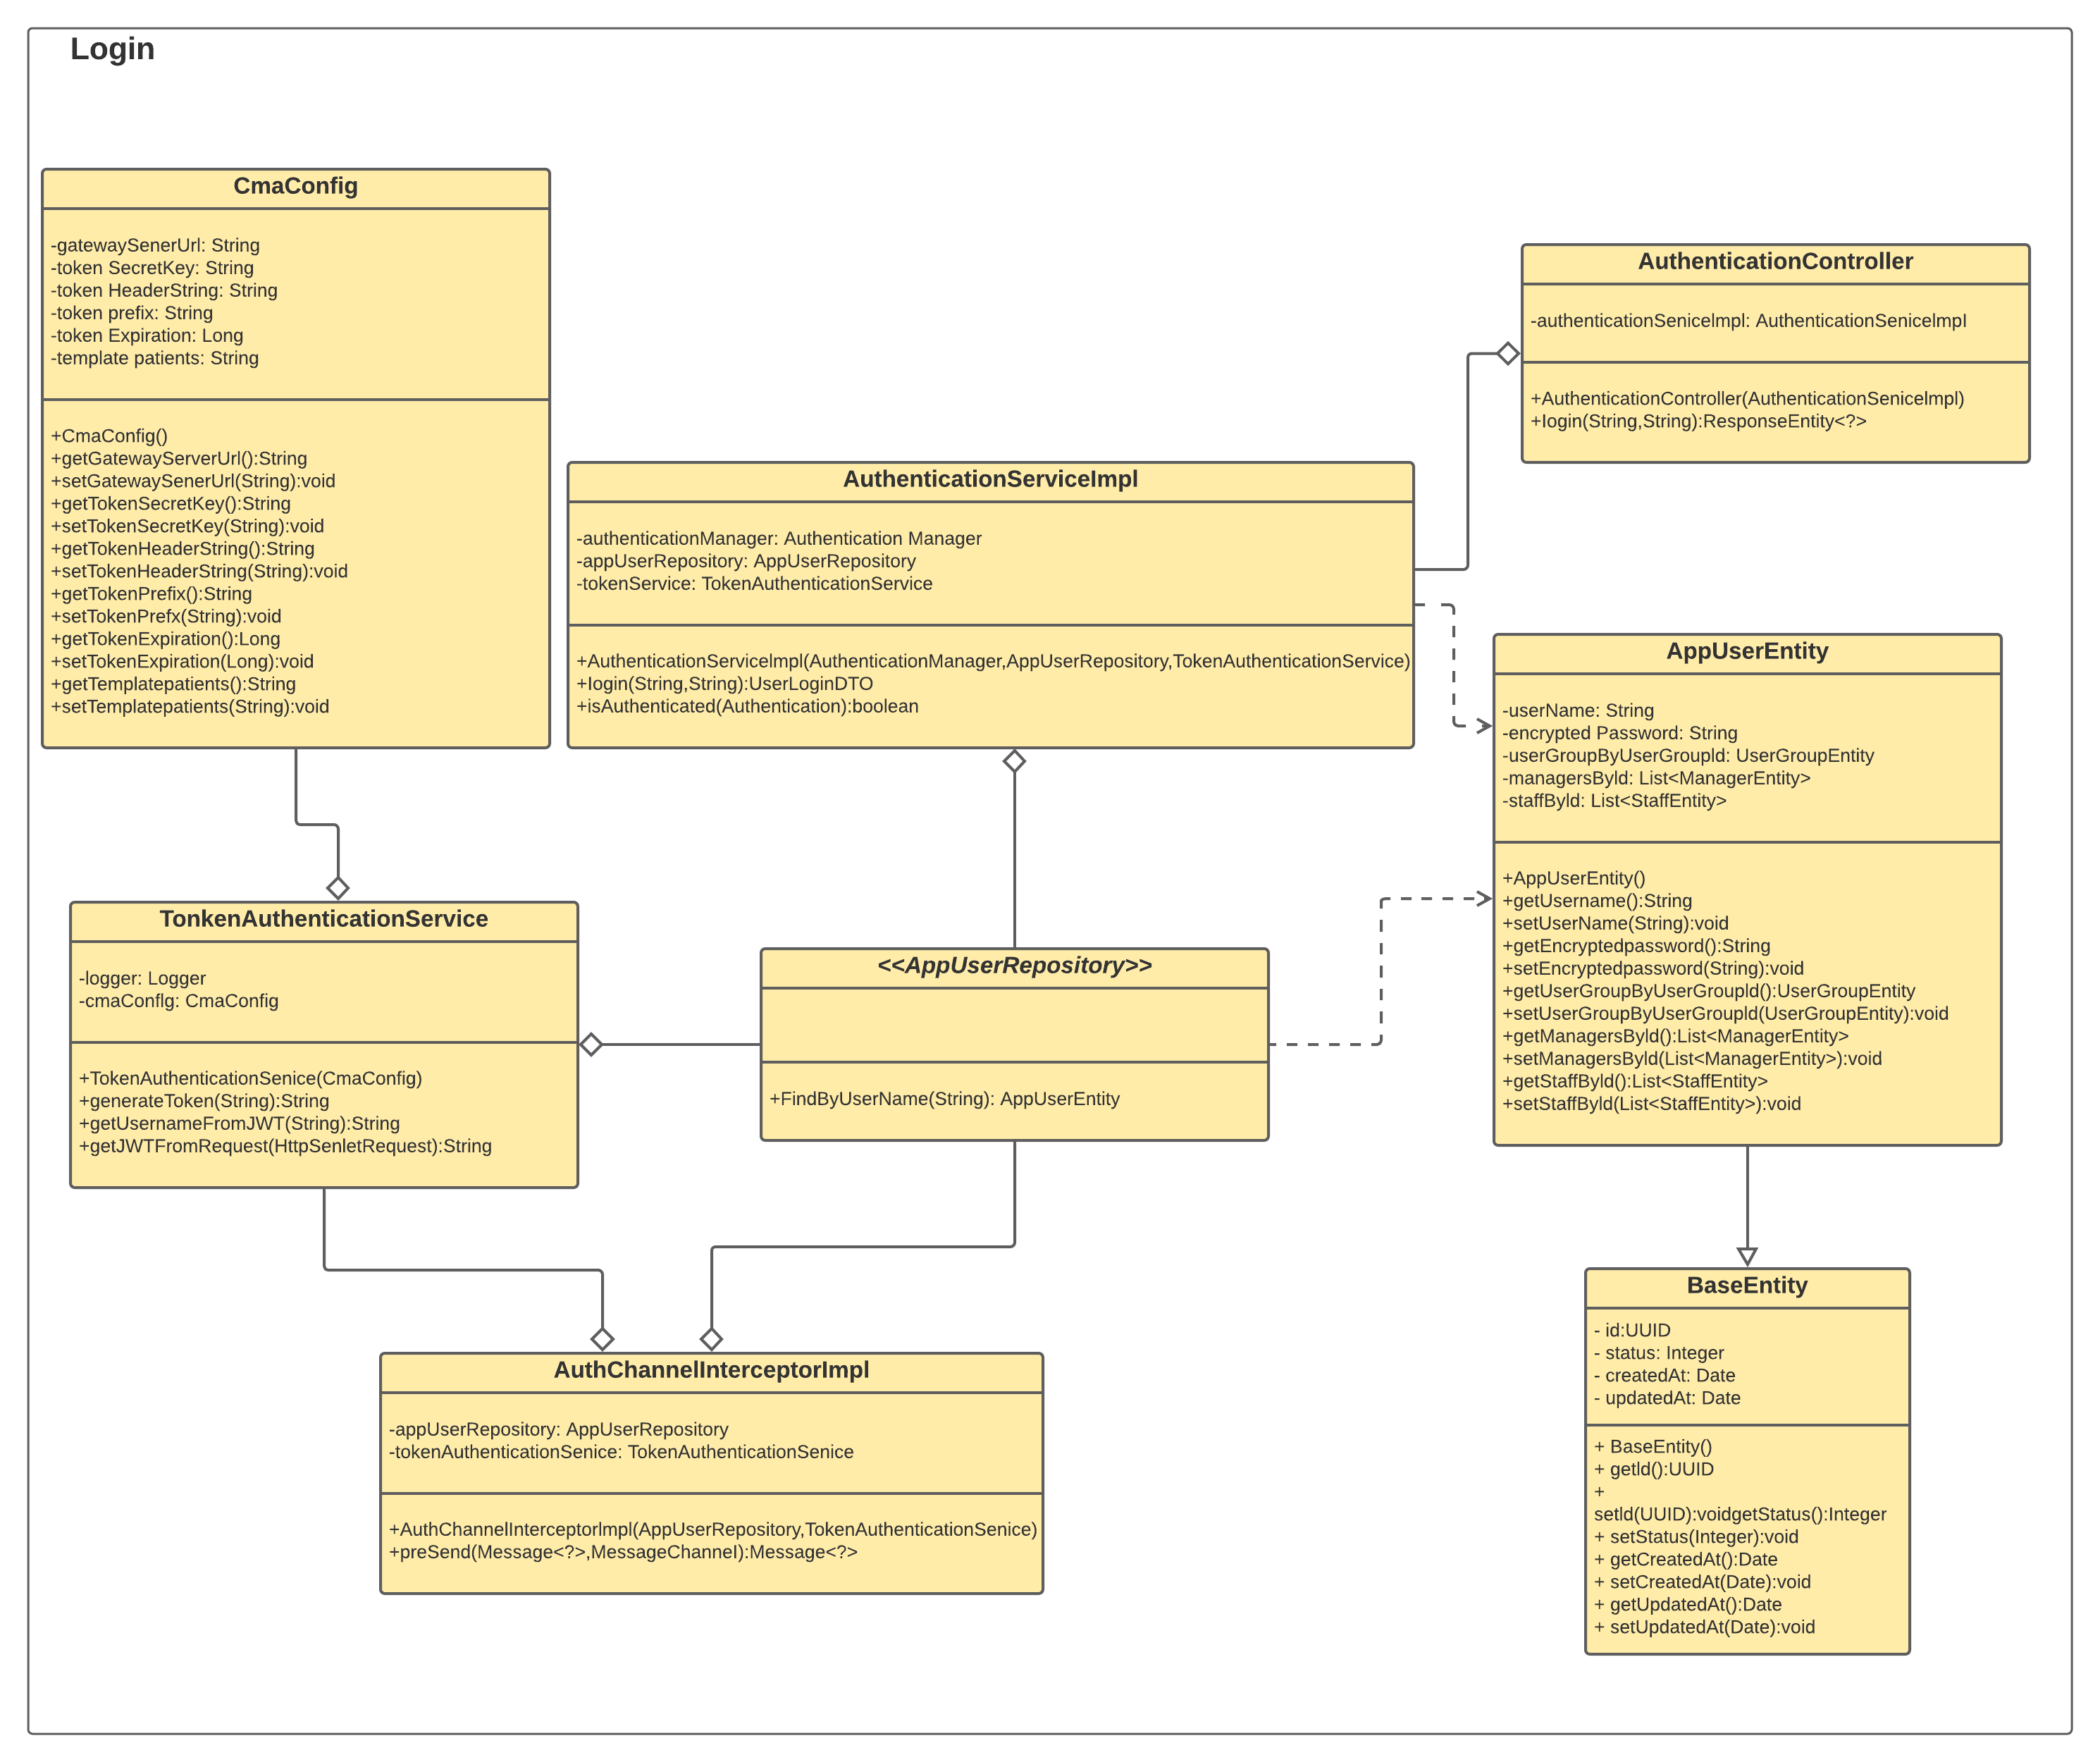 Login
CmaConfig
-gatewaySenerUrl: String
-token SecretKey: String
-token HeaderString: String
-token prefix: String
-token Expiration: Long
-template patients: String
+CmaConfig()
+getGatewayServerUrl():String
+setGatewaySenerUrl(String):void
+getTokenSecretKey():String
+setTokenSecretKey(String):void
+getTokenHeaderString():String
+setTokenHeaderString(String):void
+getTokenPrefix():String
+setTokenPrefx(String):void
+getTokenExpiration():Long
+setTokenExpiration(Long):void
+getTemplatepatients():String
+setTemplatepatients(String):void
AuthenticationController
-authenticationSenicelmpl: AuthenticationSenicelmpI
+AuthenticationController(AuthenticationSeniceImpl)
+Iogin(String,String):ResponseEntity<?>
AuthenticationServiceImpl
-authenticationManager: Authentication Manager
-appUserRepository: AppUserRepository
-tokenService: TokenAuthenticationService
+AuthenticationServicelmpl(AuthenticationManager,AppUserRepository,TokenAuthenticationService)
+Iogin(String,String):UserLoginDTO
+isAuthenticated(Authentication):boolean
AppUserEntity
-userName: String
-encrypted Password: String
-userGroupByUserGroupld: UserGroupEntity
-managersByld: List<ManagerEntity>
-staffByld: List<StaffEntity>
+AppUserEntity()
+getUsername():String
+setUserName(String):void
+getEncryptedpassword():String
+setEncryptedpassword(String):void
+getUserGroupByUserGroupld():UserGroupEntity
+setUserGroupByUserGroupld(UserGroupEntity):void
+getManagersByld():List<ManagerEntity>
+setManagersByld(List<ManagerEntity>):void
+getStaffByld():List<StaffEntity>
+setStaffByld(List<StaffEntity>):void
TonkenAuthenticationService
-logger: Logger
-cmaConflg: CmaConfig
+TokenAuthenticationSenice(CmaConfig)
+generateToken(String):String
+getUsernameFromJWT(String):String
+getJWTFromRequest(HttpSenletRequest):String
<<AppUserRepository>>
+FindByUserName(String): AppUserEntity
AuthChannelInterceptorImpl
-appUserRepository: AppUserRepository
-tokenAuthenticationSenice: TokenAuthenticationSenice
+AuthChannelInterceptorlmpl(AppUserRepository,TokenAuthenticationSenice)
+preSend(Message<?>,MessageChannel):Message<?>
BaseEntity
- id:UUID
- status: Integer
- createdAt: Date
- updatedAt: Date
+ BaseEntity()
+ getld():UUID
+
setld(UUID):voidgetStatus():Integer
+ setStatus(Integer):void
+ getCreatedAt():Date
+ setCreatedAt(Date):void
+ getUpdatedAt():Date
+ setUpdatedAt(Date):void